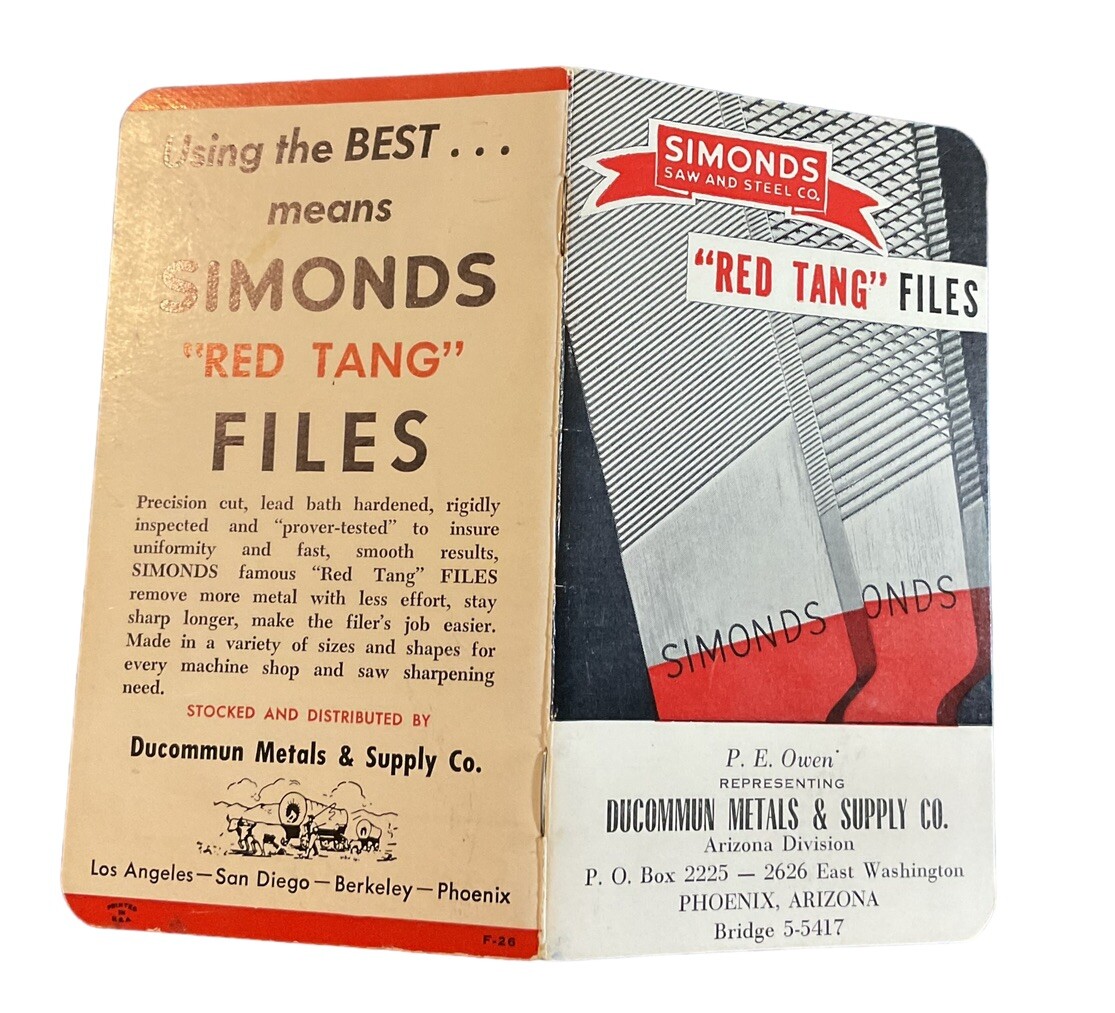 Using the BEST...
means
SIMONDS
"RED TANG"
FILES
Precision cut, lead bath hardened, rigidly
inspected and "prover-tested" to insure
uniformity and fast, smooth results,
SIMONDS famous "Red Tang" FILES
remove more metal with less effort, stay
sharp longer, make the filer's job easier.
Made in a variety of sizes and shapes for
every machine shop and saw sharpening
need.
STOCKED AND DISTRIBUTED BY
Ducommun Metals & Supply Co.
Los Angeles—San Diego—Berkeley—Phoenix
PRINTED
IN
U.S.A.
F-26
SIMONDS
SAW AND STEEL CO.
"RED TANG" FILES
SIMONDS
ONDS
P. E. Owen
REPRESENTING
DUCOMMUN METALS & SUPPLY CO.
Arizona Division
P. O. Box 2225 — 2626 East Washington
PHOENIX, ARIZONA
Bridge 5-5417